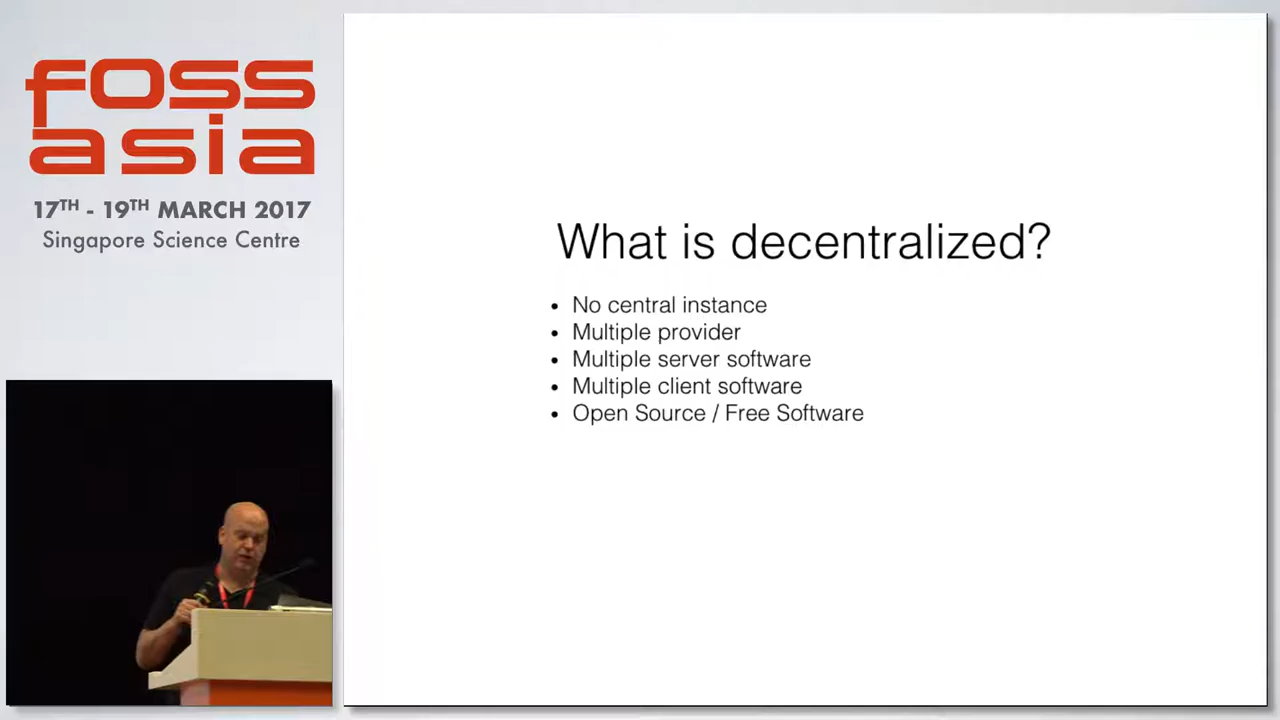 foss
asia
17TH - 19TH MARCH 2017
Singapore Science Centre
What is decentralized?
• No central instance
• Multiple provider
• Multiple server software
• Multiple client software
• Open Source / Free Software